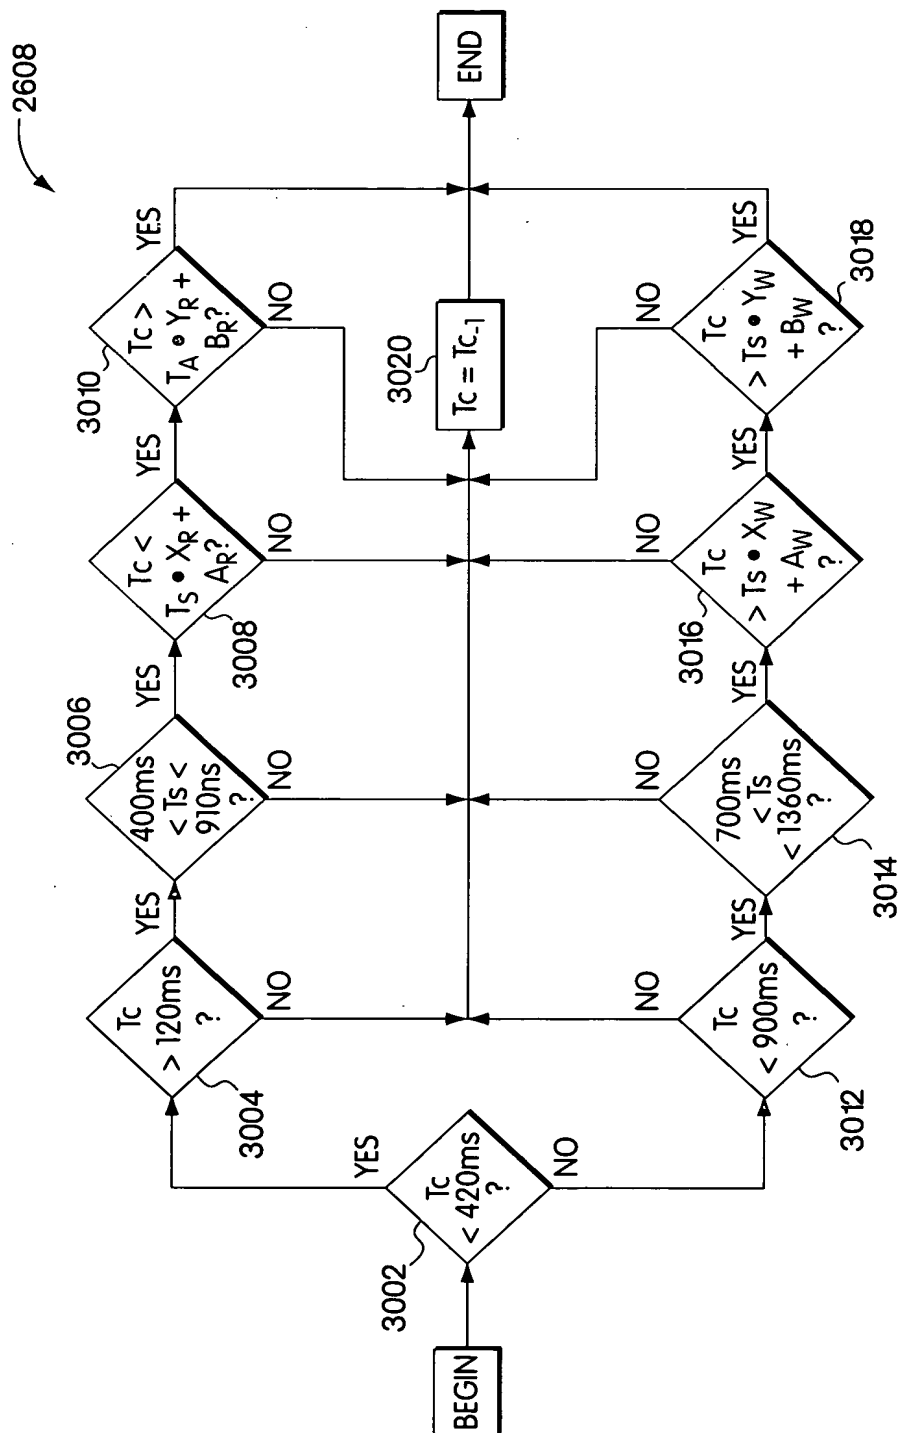 2608
BEGIN
3002
Tc
< 420ms
?
YES
NO
3004
Tc
> 120ms
?
YES
NO
3006
400ms
< Ts <
910ns
?
YES
NO
3008
Tc <
Ts • XR +
AR?
YES
NO
3010
Tc >
TA • YR +
BR?
YES
NO
3012
Tc
< 900ms
?
YES
NO
3014
700ms
< Ts
< 1360ms
?
YES
NO
3016
Tc
> Ts • XW
+ AW
?
YES
NO
3018
Tc
> Ts • YW
+ BW
?
YES
NO
3020
Tc = Tc-1
END